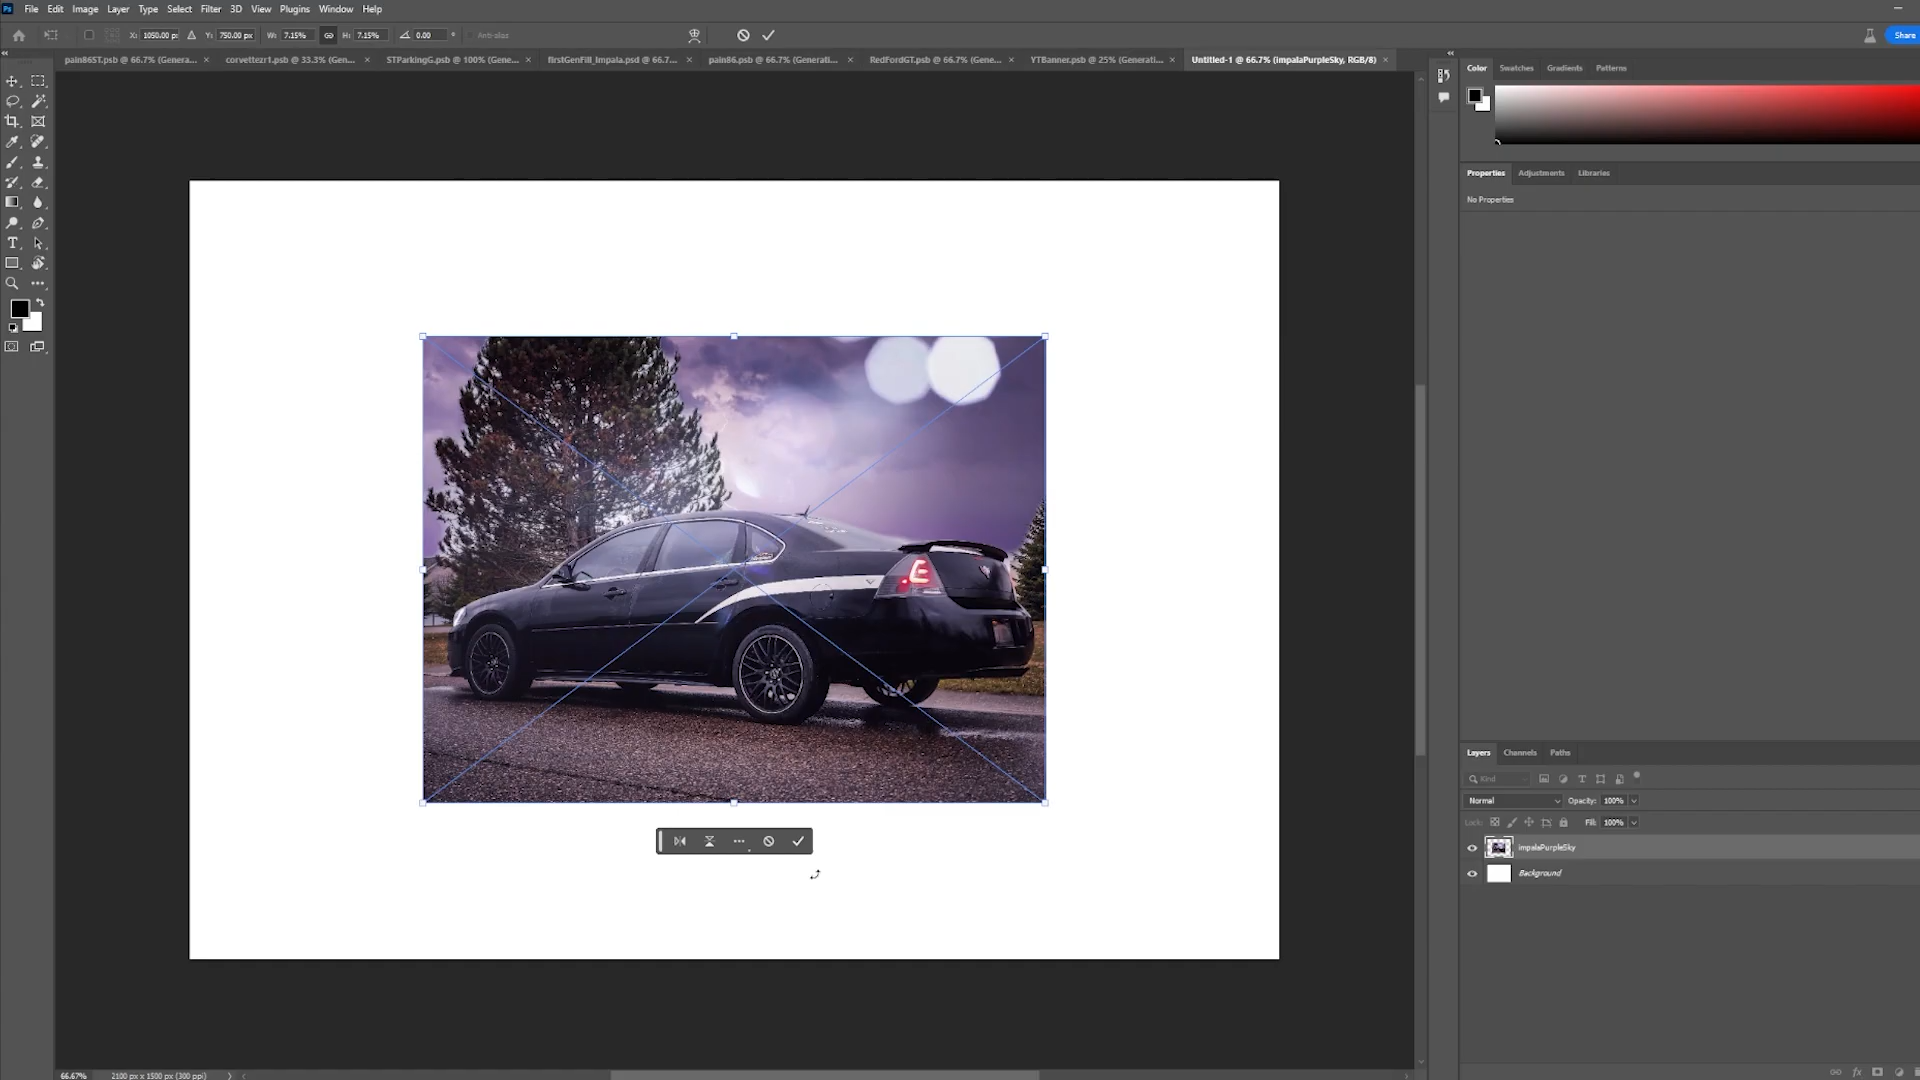 Ps File Edit Image Layer Type Select Filter 3D View Plugins Window Help
X: 1050.00 px Y: 750.00 px W: 7.15% H: 7.15% 0.00 ° Anti-alias Share
pain86ST.psb @ 66.7% (Genera... × corvettezr1.psb @ 33.3% (Gen... × STParkingG.psb @ 100% (Gene... × firstGenFill_Impala.psd @ 66.7... × pain86.psb @ 66.7% (Generati... × RedFordGT.psb @ 66.7% (Gene... × YTBanner.psb @ 25% (Generati... × Untitled-1 @ 66.7% (impalaPurpleSky, RGB/8) ×
Color Swatches Gradients Patterns
Properties Adjustments Libraries
No Properties
Layers Channels Paths
Kind
Normal Opacity: 100%
Lock: Fill: 100%
impalaPurpleSky
Background
66.67% 2100 px x 1500 px (300 ppi)